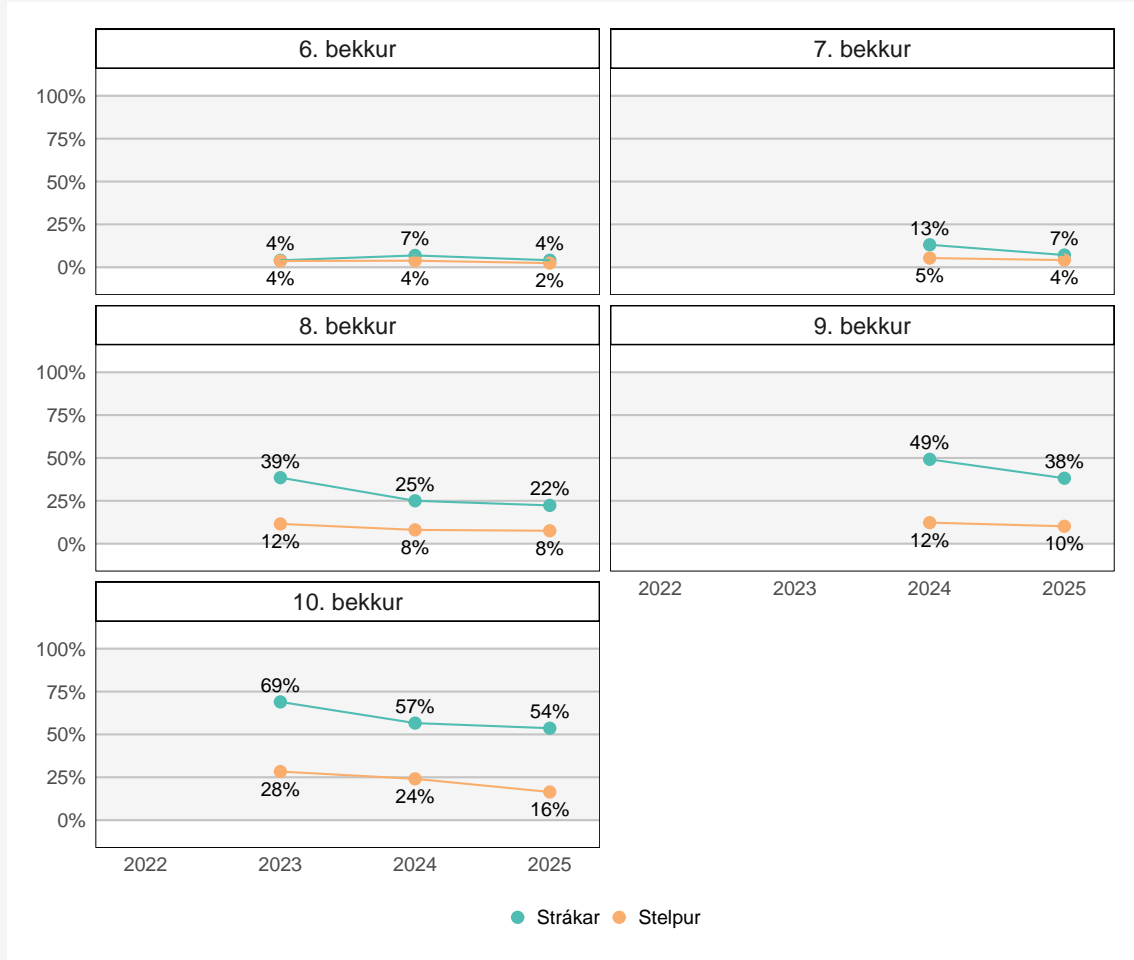 6. bekkur 7. bekkur
100%
75%
50%
25% 13%
4% 7% 4% 7%
0%
4% 4% 2% 5% 4%
8. bekkur 9. bekkur
100%
75%
50% 49%
39% 38%
25% 25% 22%
0%
12% 8% 8% 12% 10%
2022 2023 2024 2025
10. bekkur
100%
75% 69%
57% 54%
50%
25%
28% 24% 16%
0%
2022 2023 2024 2025
Strákar Stelpur